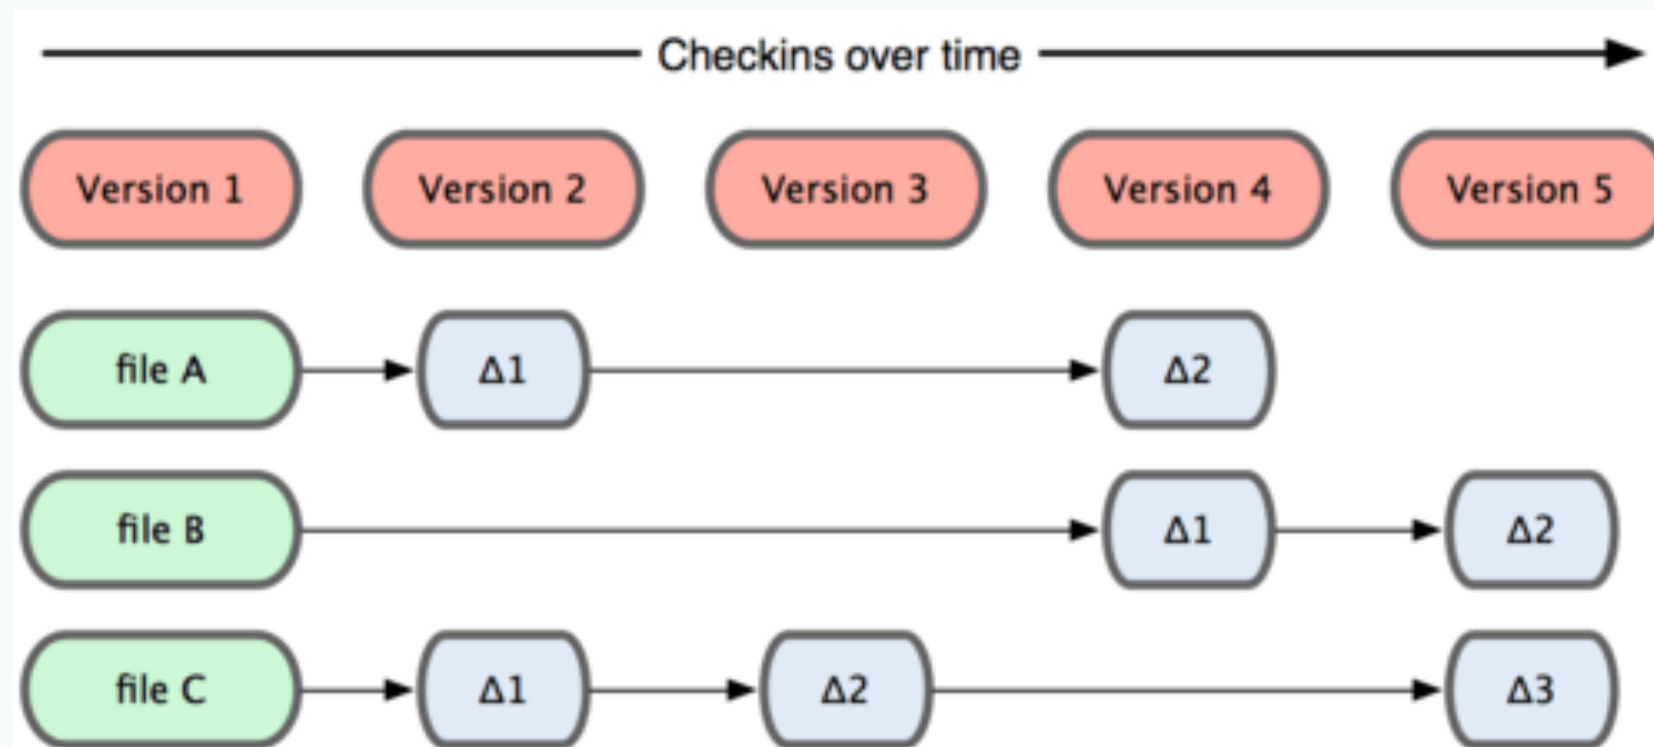 Checkins over time
Version 1 Version 2 Version 3 Version 4 Version 5
file A Δ1 Δ2
file B Δ1 Δ2
file C Δ1 Δ2 Δ3